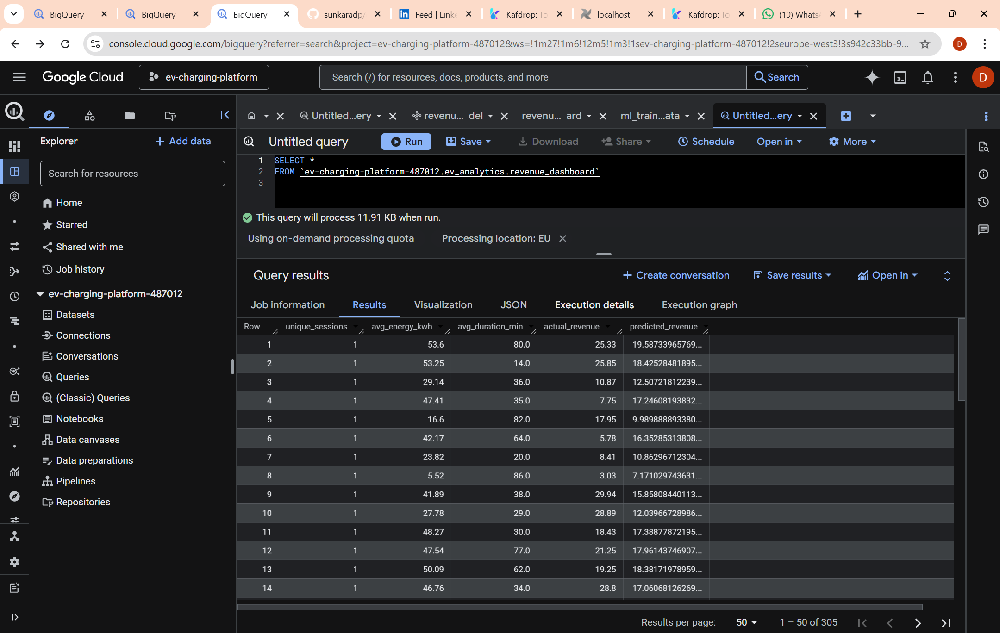 BigQuery –
BigQuery –
BigQuery –
sunkaradp/
Feed | Linke
Kafdrop: To
localhost
Kafdrop: To
(10) Whats
console.cloud.google.com/bigquery?referrer=search&project=ev-charging-platform-487012&ws=!1m27!1m6!12m5!1m3!1sev-charging-platform-487012!2seurope-west3!3s942c33bb-9...
D
Google Cloud
ev-charging-platform
Search (/) for resources, docs, products, and more
Search
D
Untitled...ery
revenu... del
revenu... ard
ml_train...ata
Untitled...ery
Explorer
Add data
Search for resources
Home
Starred
Shared with me
Job history
ev-charging-platform-487012
Datasets
Connections
Conversations
Queries
(Classic) Queries
Notebooks
Data canvases
Data preparations
Pipelines
Repositories
Untitled query
Run
Save
Download
Share
Schedule
Open in
More
1 SELECT *
2 FROM `ev-charging-platform-487012.ev_analytics.revenue_dashboard`
3
This query will process 11.91 KB when run.
Using on-demand processing quota
Processing location: EU
Query results
Create conversation
Save results
Open in
Job information
Results
Visualization
JSON
Execution details
Execution graph
Row unique_sessions avg_energy_kwh avg_duration_min actual_revenue predicted_revenue
1 1 53.6 80.0 25.33 19.58733965769...
2 1 53.25 14.0 25.85 18.42528481895...
3 1 29.14 36.0 10.87 12.50721812239...
4 1 47.41 35.0 7.75 17.24608193832...
5 1 16.6 82.0 17.95 9.989888893380...
6 1 42.17 64.0 5.78 16.35285313808...
7 1 23.82 20.0 8.41 10.86296712304...
8 1 5.52 86.0 3.03 7.171029743631...
9 1 41.89 38.0 29.94 15.85808440113...
10 1 27.78 29.0 28.89 12.03966728986...
11 1 48.27 30.0 18.43 17.38877872195...
12 1 47.54 77.0 21.25 17.96143746907...
13 1 50.09 62.0 19.25 18.38171978959...
14 1 46.76 34.0 28.8 17.06068126269...
Results per page: 50 1 – 50 of 305